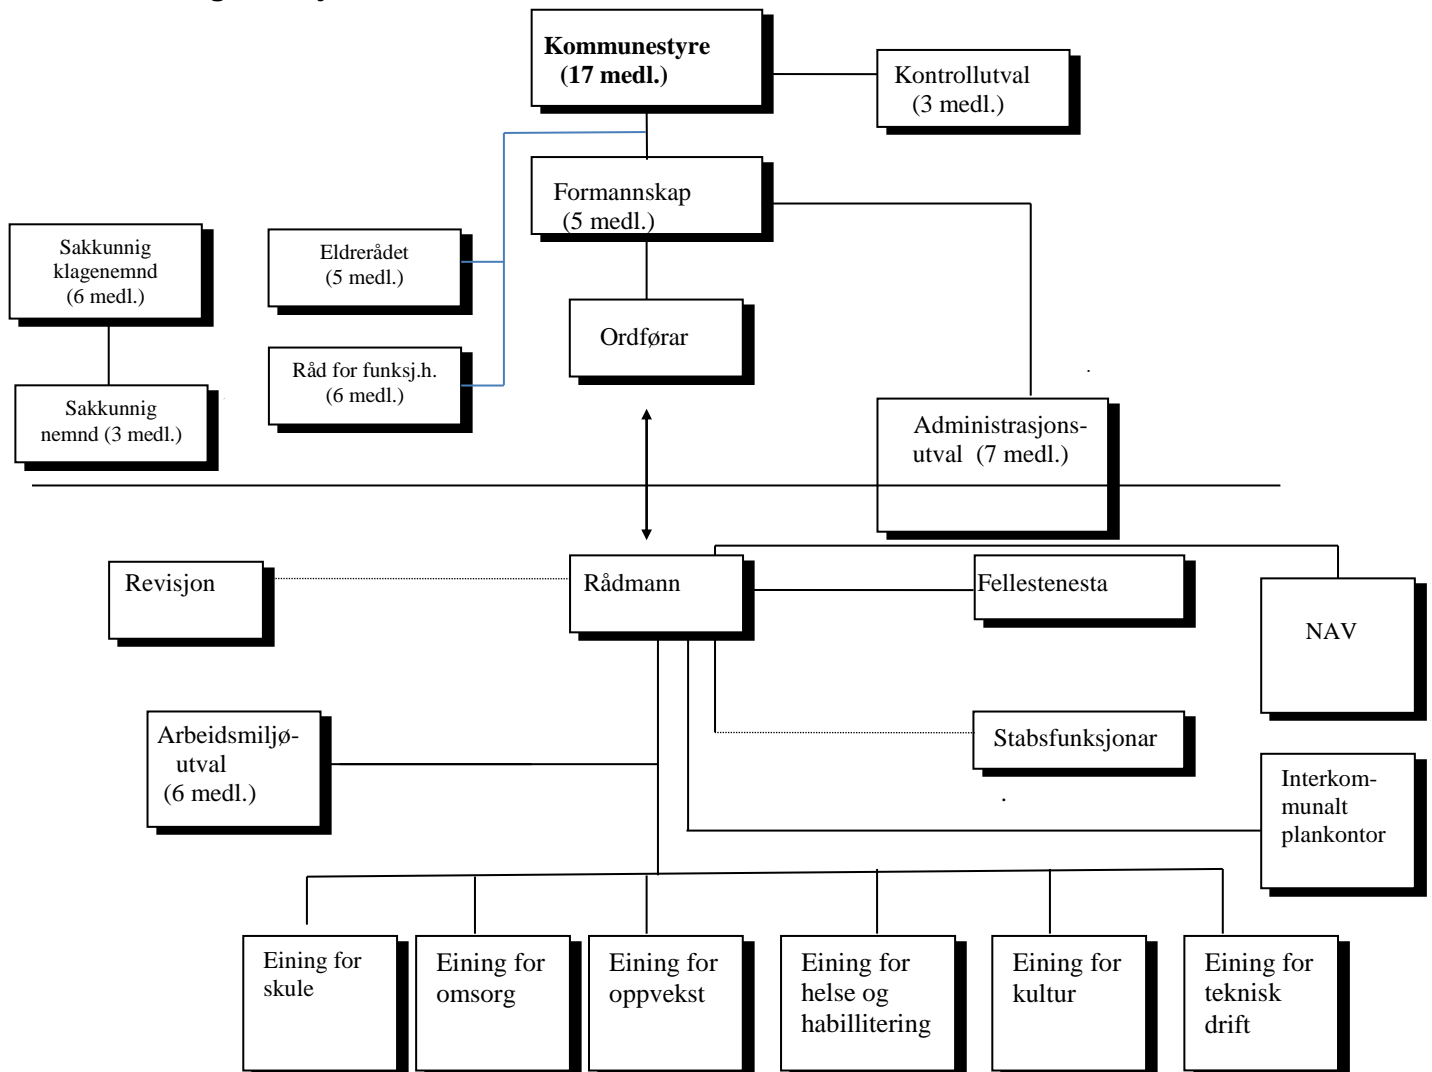 Kommunestyre
(17 medl.)
Kontrollutval
(3 medl.)
Formannskap
(5 medl.)
Sakkunnig
klagenemnd
(6 medl.)
Eldrerådet
(5 medl.)
Ordførar
Råd for funksj.h.
(6 medl.)
Sakkunnig
nemnd (3 medl.)
Administrasjons-
utval (7 medl.)
Revisjon
Rådmann
Fellestenesta
NAV
Arbeidsmiljø-
utval
(6 medl.)
Stabsfunksjonar
Interkom-
munalt
plankontor
Eining for
skule
Eining for
omsorg
Eining for
oppvekst
Eining for
helse og
habillitering
Eining for
kultur
Eining for
teknisk
drift